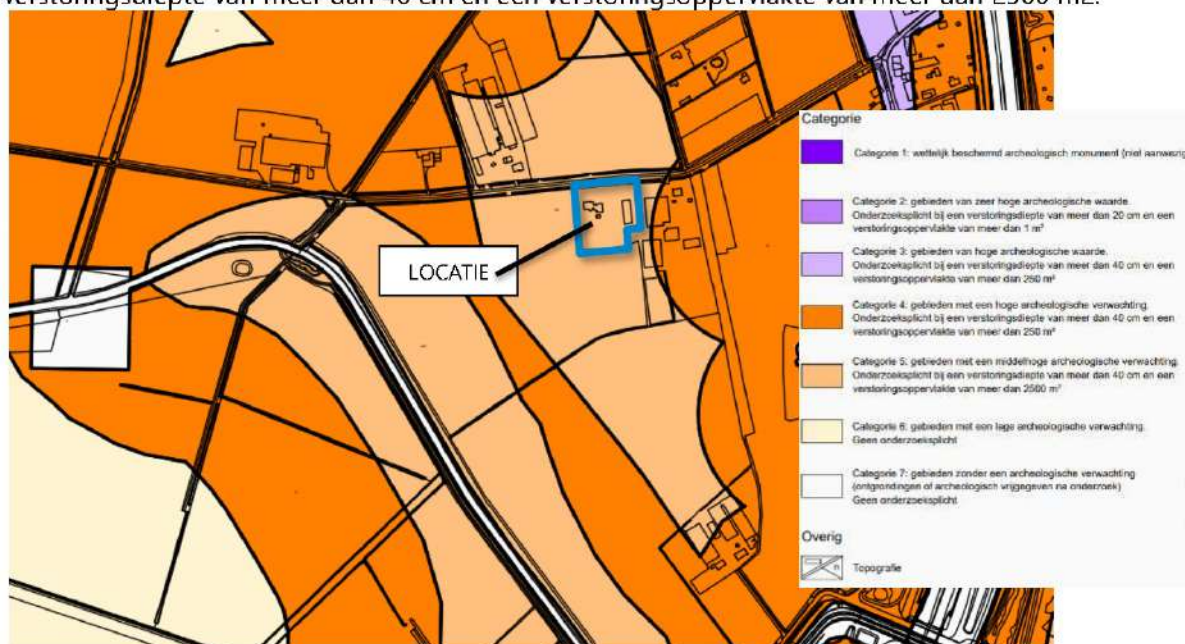 verstoringsdiepte van meer dan 40 cm en een verstoringsoppervlakte van meer dan 2500 m2.
LOCATIE
Categorie
Categorie 1: wettelijk beschermd archeologisch monument (niet aanwezig
Categorie 2: gebieden van zeer hoge archeologische waarde.
Onderzoeksplicht bij een verstoringsdiepte van meer dan 20 cm en een
verstoringsoppervlakte van meer dan 1 m²
Categorie 3: gebieden van hoge archeologische waarde.
Onderzoeksplicht bij een verstoringsdiepte van meer dan 40 cm en een
verstoringsoppervlakte van meer dan 250 m²
Categorie 4: gebieden met een hoge archeologische verwachting.
Onderzoeksplicht bij een verstoringsdiepte van meer dan 40 cm en een
verstoringsoppervlakte van meer dan 250 m²
Categorie 5: gebieden met een middelhoge archeologische verwachting.
Onderzoeksplicht bij een verstoringsdiepte van meer dan 40 cm en een
verstoringsoppervlakte van meer dan 2500 m²
Categorie 6: gebieden met een lage archeologische verwachting.
Geen onderzoeksplicht
Categorie 7: gebieden zonder een archeologische verwachting
(ontgrondingen of archeologisch vrijgegeven na onderzoek)
Geen onderzoeksplicht
Overig
Topografie